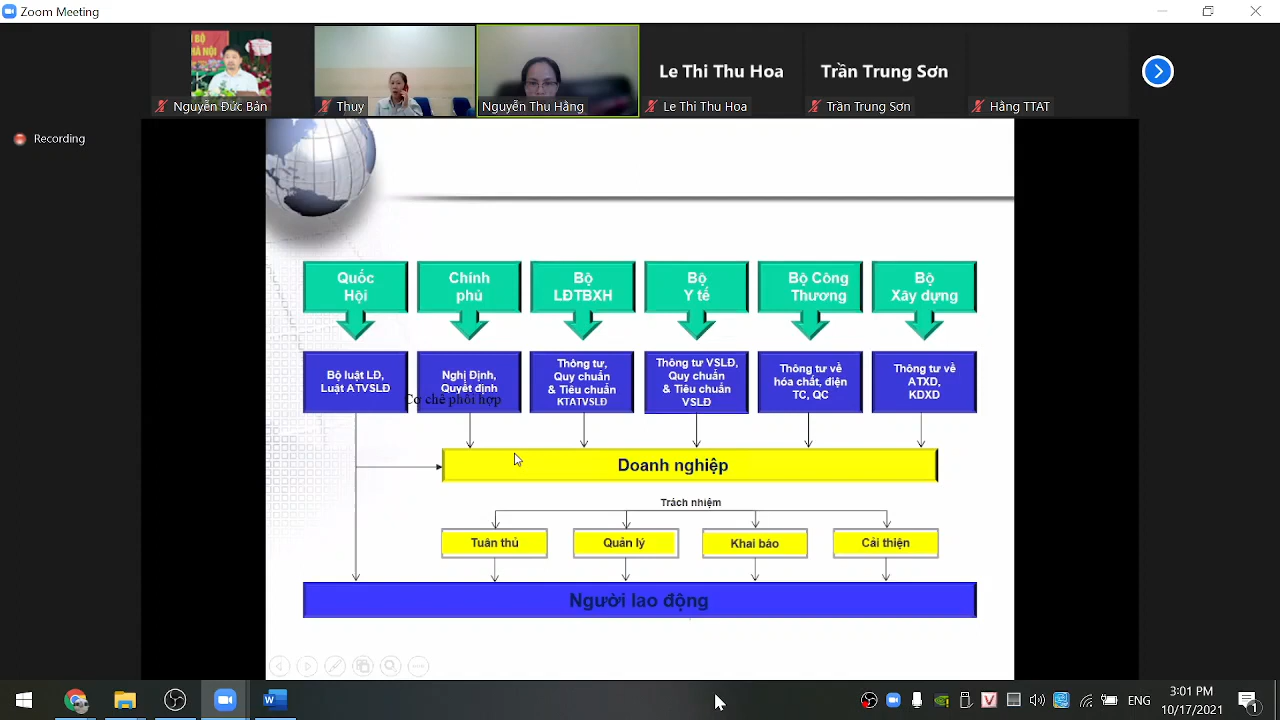 Zoom Meeting
BỘ
HÀ NỘI
Le Thi Thu Hoa
Trần Trung Sơn
Nguyễn Đức Bản
Thuy
Nguyễn Thu Hằng
Le Thi Thu Hoa
Trần Trung Sơn
Hằng TTAT
Recording
Quốc
Hội
Chính
phủ
Bộ
LĐTBXH
Bộ
Y tế
Bộ Công
Thương
Bộ
Xây dựng
Bộ luật LĐ,
Luật ATVSLĐ
Nghị Định,
Quyết định
Thông tư,
Quy chuẩn
& Tiêu chuẩn
KTATVSLĐ
Thông tư VSLĐ,
Quy chuẩn
& Tiêu chuẩn
VSLĐ
Thông tư về
hóa chất, điện
TC, QC
Thông tư về
ATXD,
KDXD
Cơ chế phối hợp
Doanh nghiệp
Trách nhiệm
Tuân thủ
Quản lý
Khai báo
Cải thiện
Người lao động
ENG
3:01 PM
10/17/2021
1